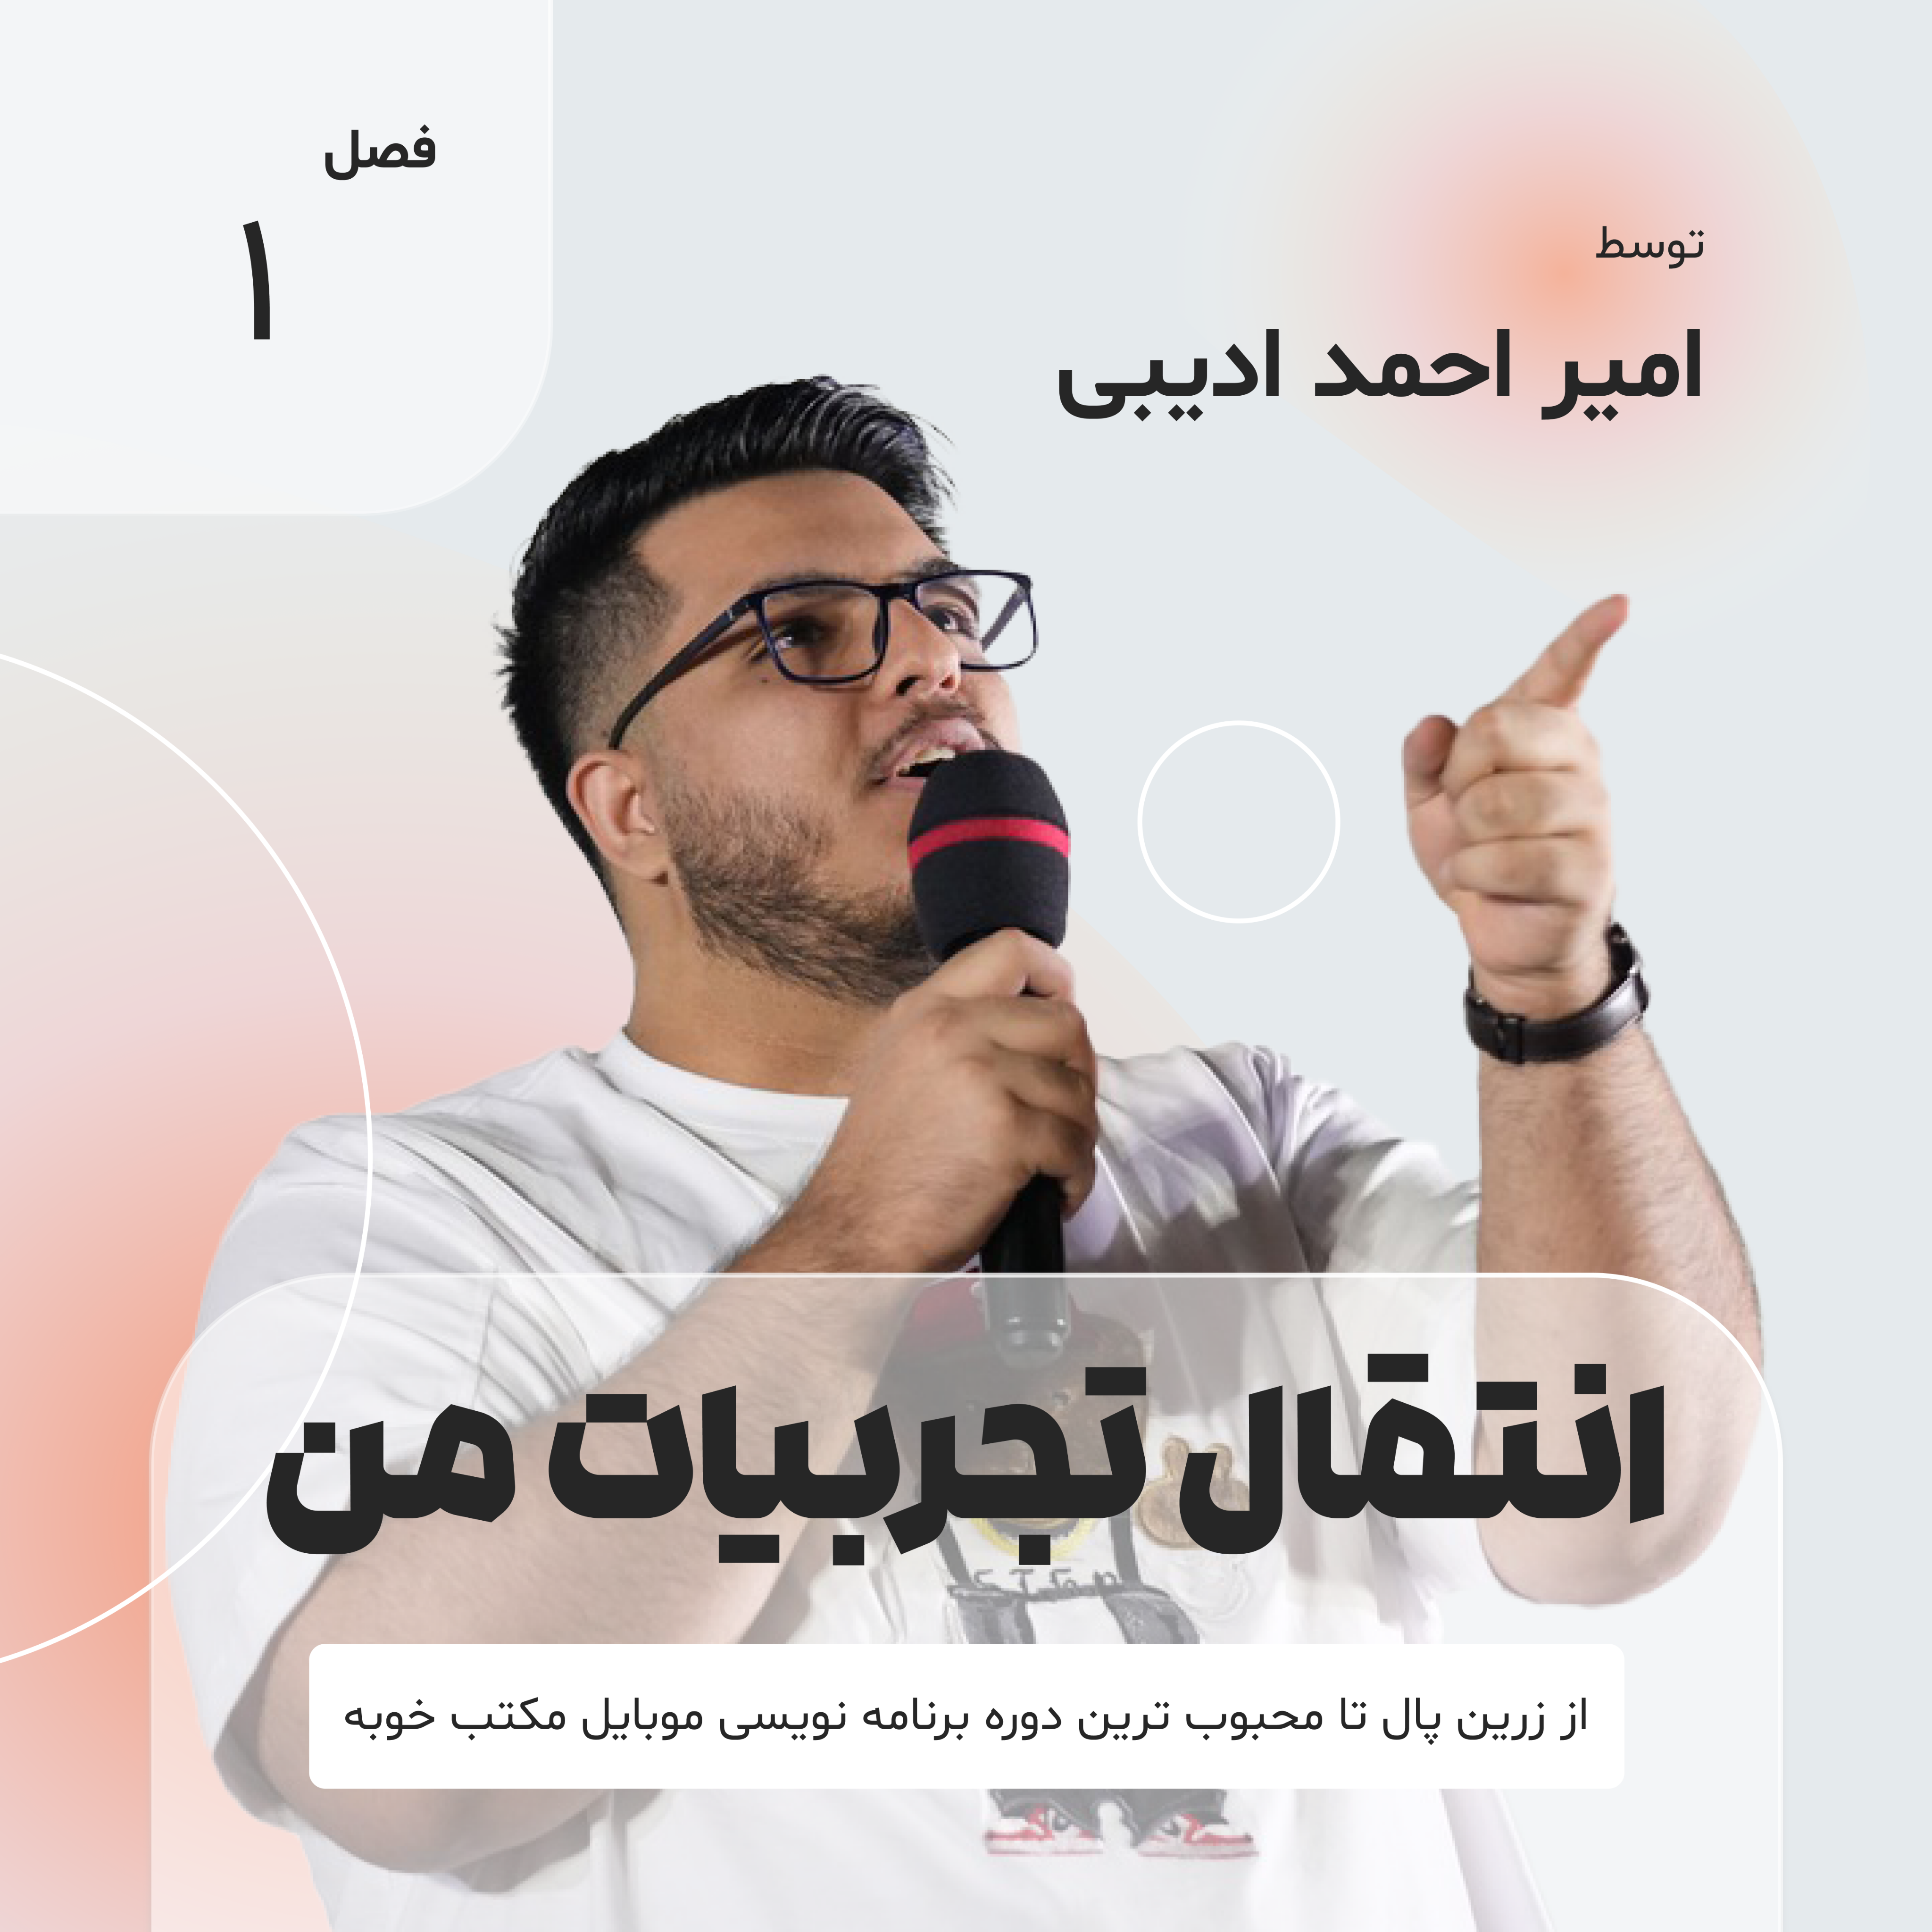 فصل
۱
توسط
امیر احمد ادیبی
انتقال تجربیات من
از زرین پال تا محبوب ترین دوره برنامه نویسی موبایل مکتب خوبه